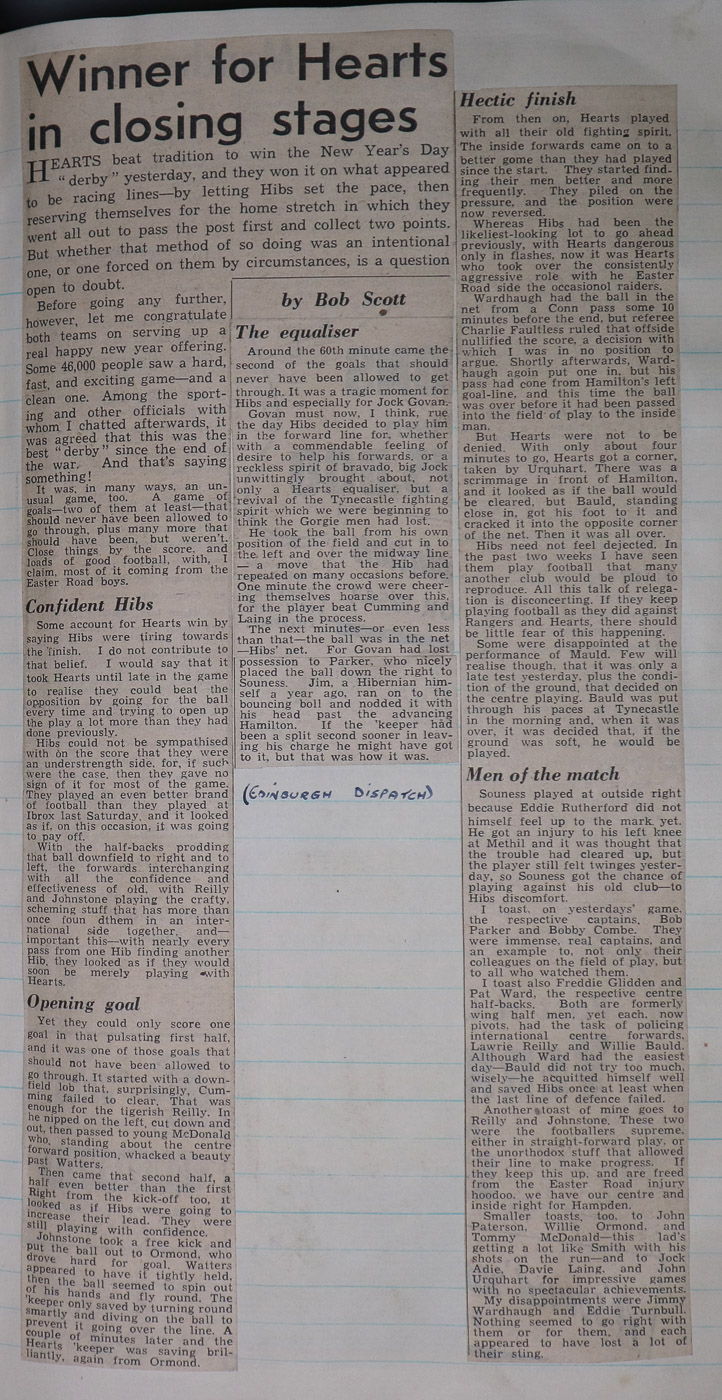 Winner for Hearts
in closing stages
HEARTS beat tradition to win the New Year's Day
"derby" yesterday, and they won it on what appeared
to be racing lines—by letting Hibs set the pace, then
reserving themselves for the home stretch in which they
went all out to pass the post first and collect two points.
But whether that method of so doing was an intentional
one, or one forced on them by circumstances, is a question
open to doubt.
Before going any further,
however, let me congratulate
both teams on serving up a
real happy new year offering.
Some 46,000 people saw a hard,
fast, and exciting game—and a
clean one. Among the sport-
ing and other officials with
whom I chatted afterwards, it
was agreed that this was the
best "derby" since the end of
the war. And that's saying
something!
It was, in many ways, an un-
usual game, too. A game of
goals—two of them at least—that
should never have been allowed to
go through, plus many more that
should have been, but weren't.
Close things by the score, and
loads of good football, with, I
claim, most of it coming from the
Easter Road boys.
Confident Hibs
Some account for Hearts win by
saying Hibs were tiring towards
the finish. I do not contribute to
that belief. I would say that it
took Hearts until late in the game
to realise they could beat the
opposition by going for the ball
every time and trying to open up
the play a lot more than they had
done previously.
Hibs could not be sympathised
with on the score that they were
an understrength side, for, if such
were the case, then they gave no
sign of it for most of the game.
They played an even better brand
of football than they played at
Ibrox last Saturday, and it looked
as if, on this occasion, it was going
to pay off.
With the half-backs prodding
that ball downfield to right and to
left, the forwards interchanging
with all the confidence and
effectiveness of old, with Reilly
and Johnstone playing the crafty,
scheming stuff that has more than
once foun dthem in an inter-
national side together, and—
important this—with nearly every
pass from one Hib finding another
Hib, they looked as if they would
soon be merely playing with
Hearts.
Opening goal
Yet they could only score one
goal in that pulsating first half,
and it was one of those goals that
should not have been allowed to
go through. It started with a down-
field lob that, surprisingly, Cum-
ming failed to clear. That was
enough for the tigerish Reilly. In
he nipped on the left, cut down and
out, then passed to young McDonald
who, standing about the centre
forward position, whacked a beauty
past Watters.
Then came that second half, a
half even better than the first
Right from the kick-off too, it
looked as if Hibs were going to
increase their lead. They were
still playing with confidence.
Johnstone took a free kick and
put the ball out to Ormond, who
drove hard for goal. Watters
appeared to have it tightly held,
then the ball seemed to spin out
of his hands and fly round. The
'keeper only saved by turning round
smartly and diving on the ball to
prevent it going over the line. A
couple of minutes later and the
Hearts 'keeper was saving bril-
liantly, again from Ormond.
by Bob Scott
The equaliser
Around the 60th minute came the
second of the goals that should
never have been allowed to get
through. It was a tragic moment for
Hibs and especially for Jock Govan.
Govan must now, I think, rue
the day Hibs decided to play him
in the forward line for, whether
with a commendable feeling of
desire to help his forwards, or a
reckless spirit of bravado, big Jock
unwittingly brought about, not
only a Hearts equaliser, but a
revival of the Tynecastle fighting
spirit which we were beginning to
think the Gorgie men had lost.
He took the ball from his own
position of the field and cut in to
the left and over the midway line
— a move that the Hib had
repeated on many occasions before.
One minute the crowd were cheer-
ing themselves hoarse over this,
for the player beat Cumming and
Laing in the process.
The next minutes—or even less
than that—the ball was in the net
—Hibs' net. For Govan had lost
possession to Parker, who nicely
placed the ball down the right to
Souness. Jim, a Hibernian him-
self a year ago, ran on to the
bouncing boll and nodded it with
his head past the advancing
Hamilton. If the 'keeper had
been a split second sooner in leav-
ing his charge he might have got
to it, but that was how it was.
(EDINBURGH DISPATCH)
Hectic finish
From then on, Hearts played
with all their old fighting spirit.
The inside forwards came on to a
better gome than they had played
since the start. They started find-
ing their men better and more
frequently. They piled on the
pressure, and the position were
now reversed.
Whereas Hibs had been the
likeliest-looking lot to go ahead
previously, with Hearts dangerous
only in flashes, now it was Hearts
who took over the consistently
aggressive role with he Easter
Road side the occasionol raiders.
Wardhaugh had the ball in the
net from a Conn pass some 10
minutes before the end, but referee
Charlie Faultless ruled that offside
nullified the score, a decision with
which I was in no position to
argue. Shortly afterwards, Ward-
haugh agoin put one in, but his
pass had cone from Hamilton's left
goal-line, and this time the ball
was over before it had been passed
into the field of play to the inside
man.
But Hearts were not to be
denied. With only about four
minutes to go, Hearts got a corner,
taken by Urquhart. There was a
scrimmage in front of Hamilton,
and it looked as if the ball would
be cleared, but Bauld, standing
close in, got his foot to it and
cracked it into the opposite corner
of the net. Then it was all over.
Hibs need not feel dejected. In
the past two weeks I have seen
them play football that many
another club would be ploud to
reproduce. All this talk of relega-
tion is disconcerting. If they keep
playing football as they did against
Rangers and Hearts, there should
be little fear of this happening.
Some were disappointed at the
performance of Mauld. Few will
realise though, that it was only a
late test yesterday, plus the condi-
tion of the ground, that decided on
the centre playing. Bauld was put
through his paces at Tynecastle
in the morning and, when it was
over, it was decided that, if the
ground was soft, he would be
played.
Men of the match
Souness played at outside right
because Eddie Rutherford did not
himself feel up to the mark yet.
He got an injury to his left knee
at Methil and it was thought that
the trouble had cleared up, but
the player still felt twinges yester-
day, so Souness got the chance of
playing against his old club—to
Hibs discomfort.
I toast, on yesterdays' game,
the respective captains, Bob
Parker and Bobby Combe. They
were immense, real captains, and
an example to, not only their
colleagues on the field of play, but
to all who watched them.
I toast also Freddie Glidden and
Pat Ward, the respective centre
half-backs. Both are formerly
wing half men, yet each, now
pivots, had the task of policing
international centre forwards,
Lawrie Reilly and Willie Bauld.
Although Ward had the easiest
day—Bauld did not try too much,
wisely—he acquitted himself well
and saved Hibs once at least when
the last line of defence failed.
Another toast of mine goes to
Reilly and Johnstone. These two
were the footballers supreme,
either in straight-forward play, or
the unorthodox stuff that allowed
their line to make progress. If
they keep this up, and are freed
from the Easter Road injury
hoodoo, we have our centre and
inside right for Hampden.
Smaller toasts, too, to John
Paterson, Willie Ormond, and
Tommy McDonald—this lad's
getting a lot like Smith with his
shots on the run—and to Jock
Adie, Davie Laing, and John
Urquhart for impressive games
with no spectacular achievements.
My disappointments were Jimmy
Wardhaugh and Eddie Turnbull.
Nothing seemed to go right with
them or for them, and each
appeared to have lost a lot of
their sting.